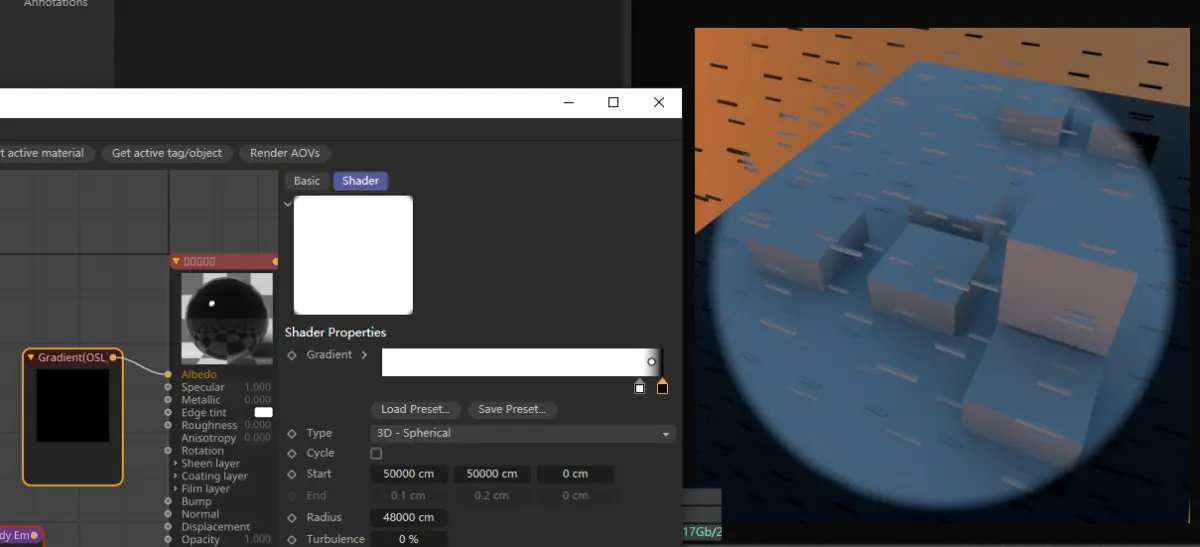 Annotations
t active material
Get active tag/object
Render AOVs
Basic
Shader
Shader Properties
Gradient
Load Preset...
Save Preset...
Type
3D - Spherical
Cycle
Start
50000 cm
50000 cm
0 cm
End
0.1 cm
0.2 cm
0 cm
Radius
48000 cm
Turbulence
0 %
Gradient(OSL
Albedo
Specular
1.000
Metallic
0.000
Edge tint
Roughness
0.000
Anisotropy
0.000
Rotation
Sheen layer
Coating layer
Film layer
Bump
Normal
Displacement
Opacity
1.000
dy Em
17Gb/2